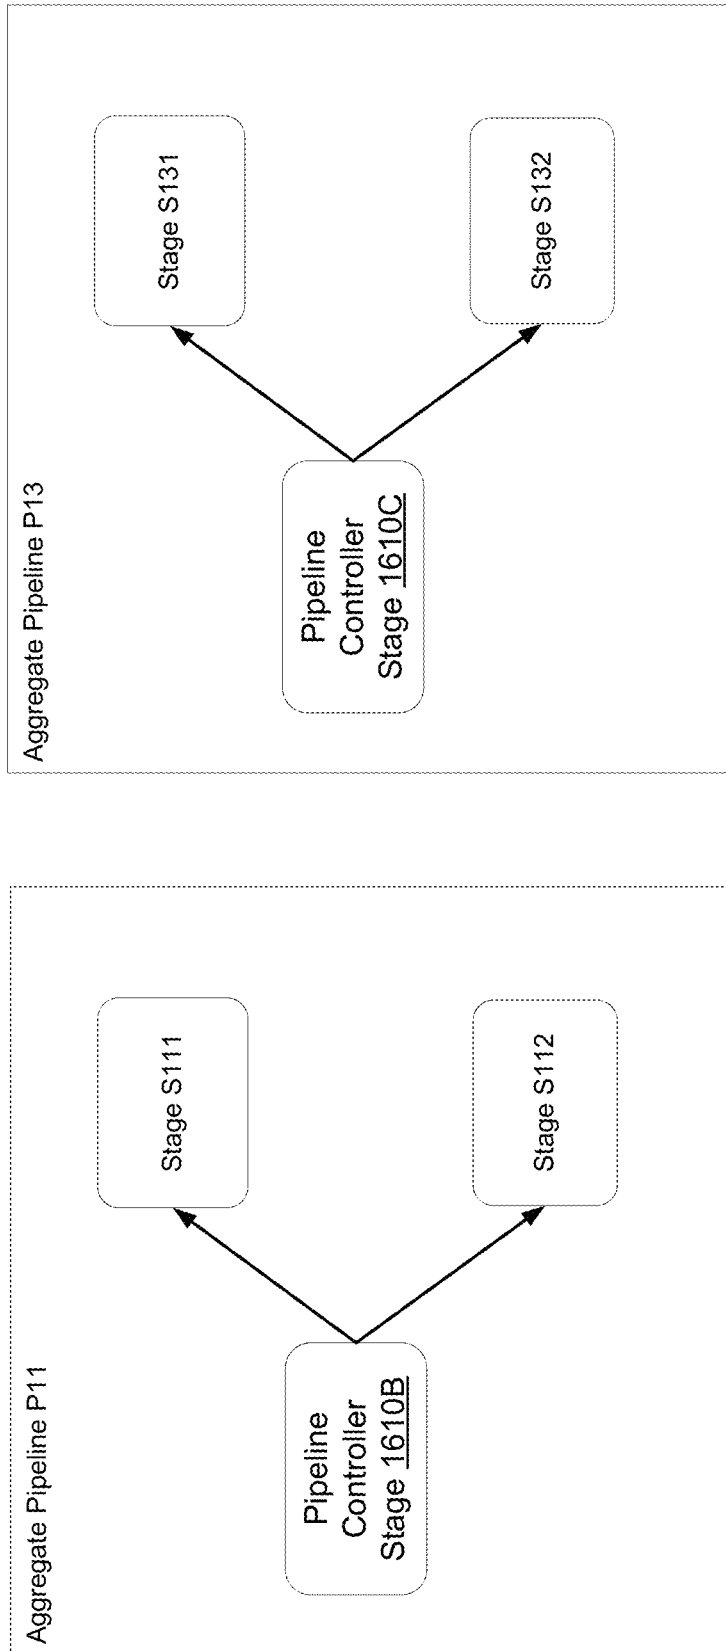 Aggregate Pipeline P11
Pipeline
Controller
Stage 1610B
Stage S111
Stage S112
Aggregate Pipeline P13
Pipeline
Controller
Stage 1610C
Stage S131
Stage S132